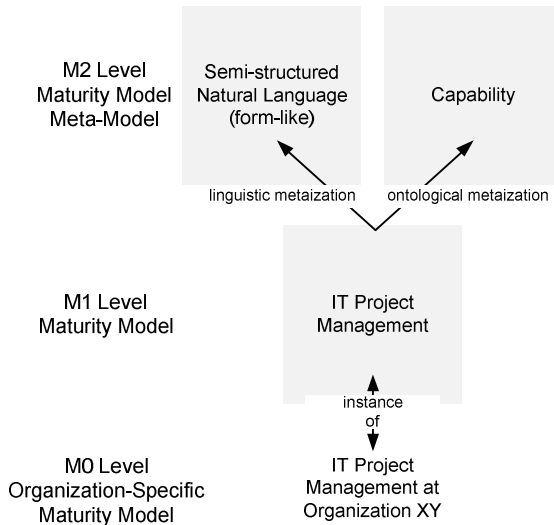 M2 Level
Maturity Model
Meta-Model
Semi-structured
Natural Language
(form-like)
Capability
linguistic metaization
ontological metaization
M1 Level
Maturity Model
IT Project
Management
instance
of
M0 Level
Organization-Specific
Maturity Model
IT Project
Management at
Organization XY